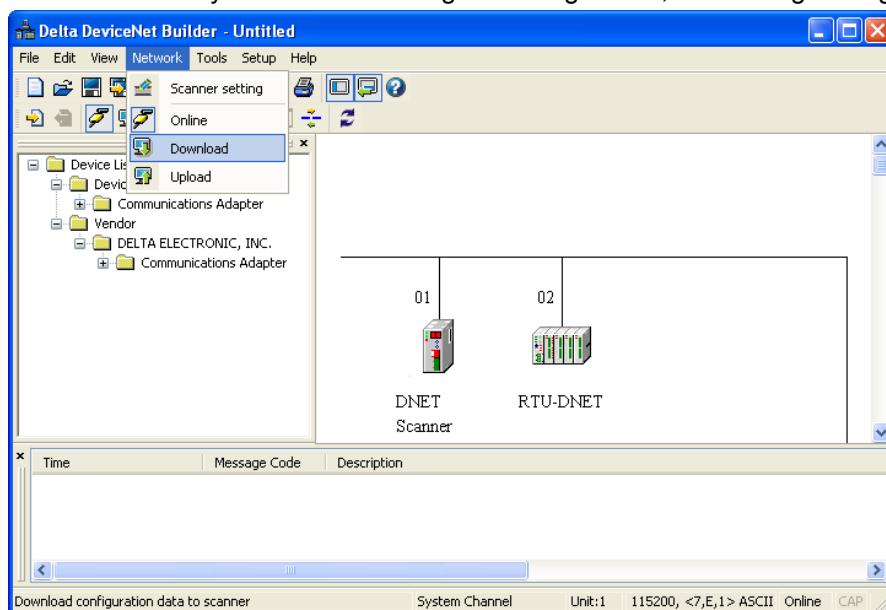 Delta DeviceNet Builder - Untitled
File Edit View Network Tools Setup Help
Scanner setting
Online
Download
Upload
Device Lis
Devic
Communications Adapter
Vendor
DELTA ELECTRONIC, INC.
Communications Adapter
01 02
DNET RTU-DNET
Scanner
Time Message Code Description
Download configuration data to scanner System Channel Unit:1 115200, <7,E,1> ASCII Online CAP